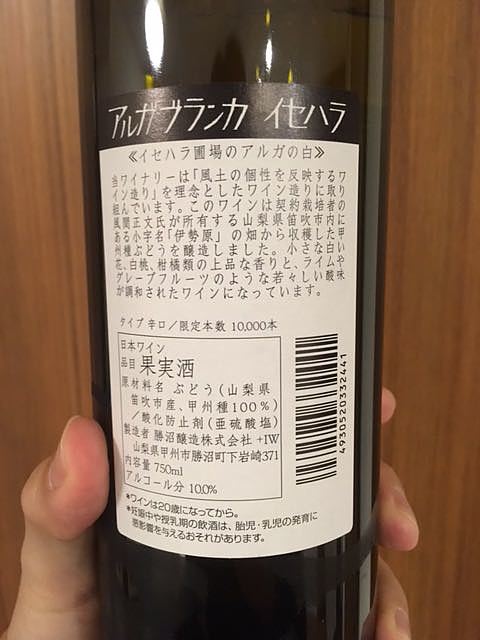 アルガブランカ イセハラ
≪イセハラ圃場のアルガの白≫
当ワイナリーは「風土の個性を反映するワ
イン造り」を理念としたワイン造りに取り
組んでいます。このワインは契約栽培者の
風間正文氏が所有する山梨県笛吹市内に
ある小字名「伊勢原」の畑から収穫した甲
州種ぶどうを醸造しました。小さな白い
花、白桃、柑橘類の上品な香りと、ライムや
グレープフルーツのような若々しい酸味
が調和されたワインになっています。
タイプ 辛口/限定本数 10,000本
日本ワイン
品目 果実酒
原材料名 ぶどう(山梨県
笛吹市産、甲州種100%)
/酸化防止剤(亜硫酸塩)
製造者 勝沼醸造株式会社 +IW
山梨県甲州市勝沼町下岩崎371
内容量 750ml
アルコール分 10.0%
4930520332441
*ワインは20歳になってから。
*妊娠中や授乳期の飲酒は、胎児・乳児の発育に
悪影響を与えるおそれがあります。